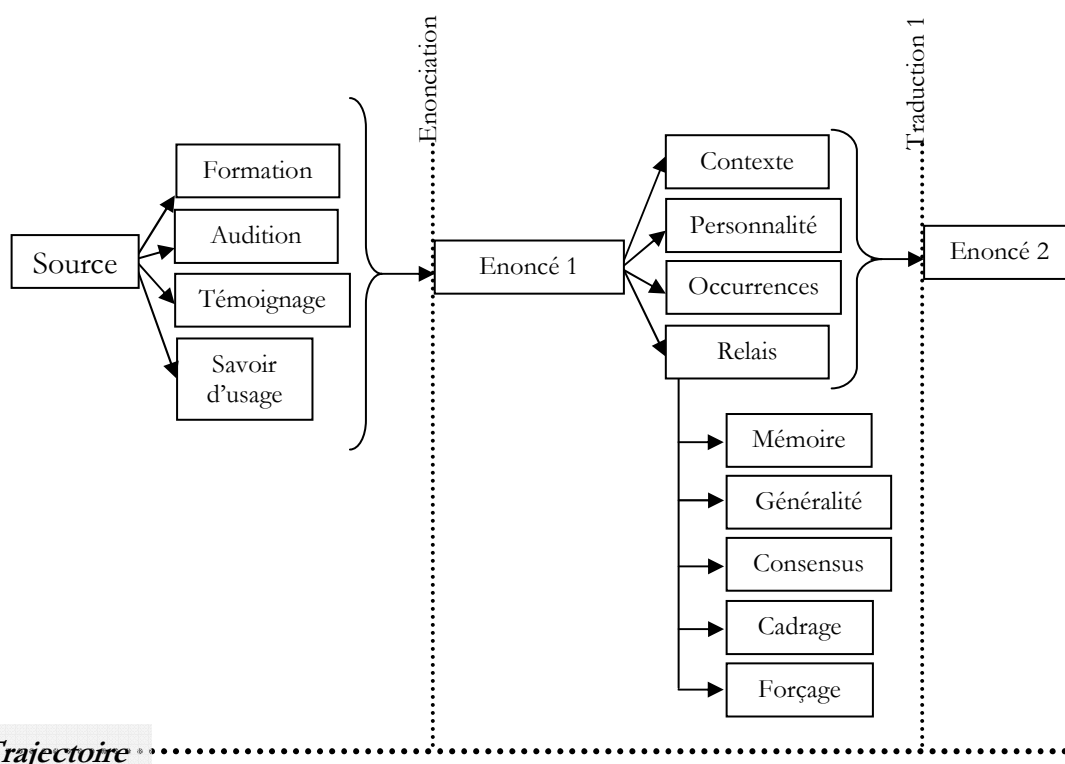 Enonciation
Traduction 1
Source
Formation
Audition
Témoignage
Savoir
d'usage
Enoncé 1
Contexte
Personnalité
Occurrences
Relais
Mémoire
Généralité
Consensus
Cadrage
Forçage
Enoncé 2
Trajectoire